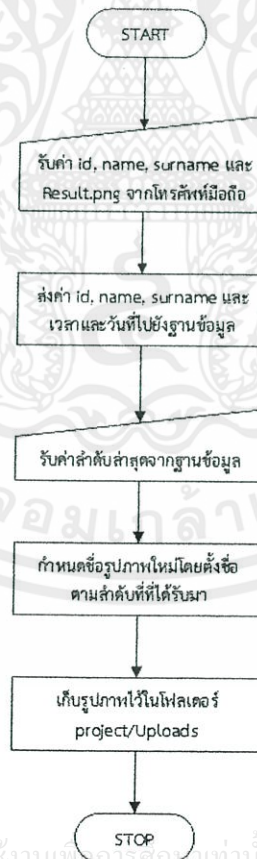 START
รับค่า id, name, surname และ
Result.png จากโทรศัพท์มือถือ
ส่งค่า id, name, surname และ
เวลาและวันที่ไปยังฐานข้อมูล
รับค่าลำดับล่าสุดจากฐานข้อมูล
กำหนดชื่อรูปภาพใหม่โดยตั้งชื่อ
ตามลำดับที่ที่ได้รับมา
เก็บรูปภาพไว้ในโฟลเดอร์
project/Uploads
STOP